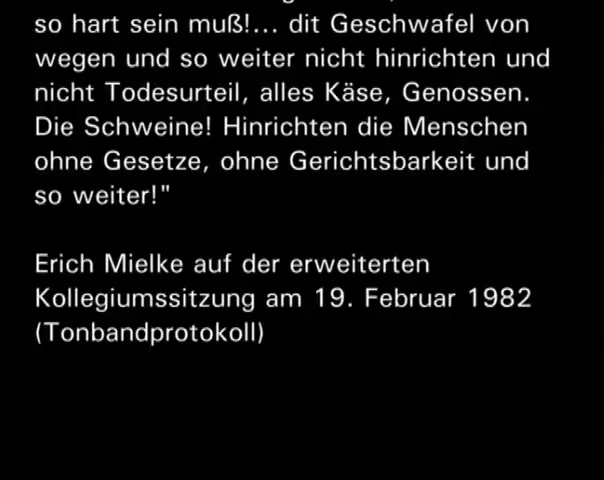 so hart sein muß!... dit Geschwafel von
wegen und so weiter nicht hinrichten und
nicht Todesurteil, alles Käse, Genossen.
Die Schweine! Hinrichten die Menschen
ohne Gesetze, ohne Gerichtsbarkeit und
so weiter!"
Erich Mielke auf der erweiterten
Kollegiumssitzung am 19. Februar 1982
(Tonbandprotokoll)